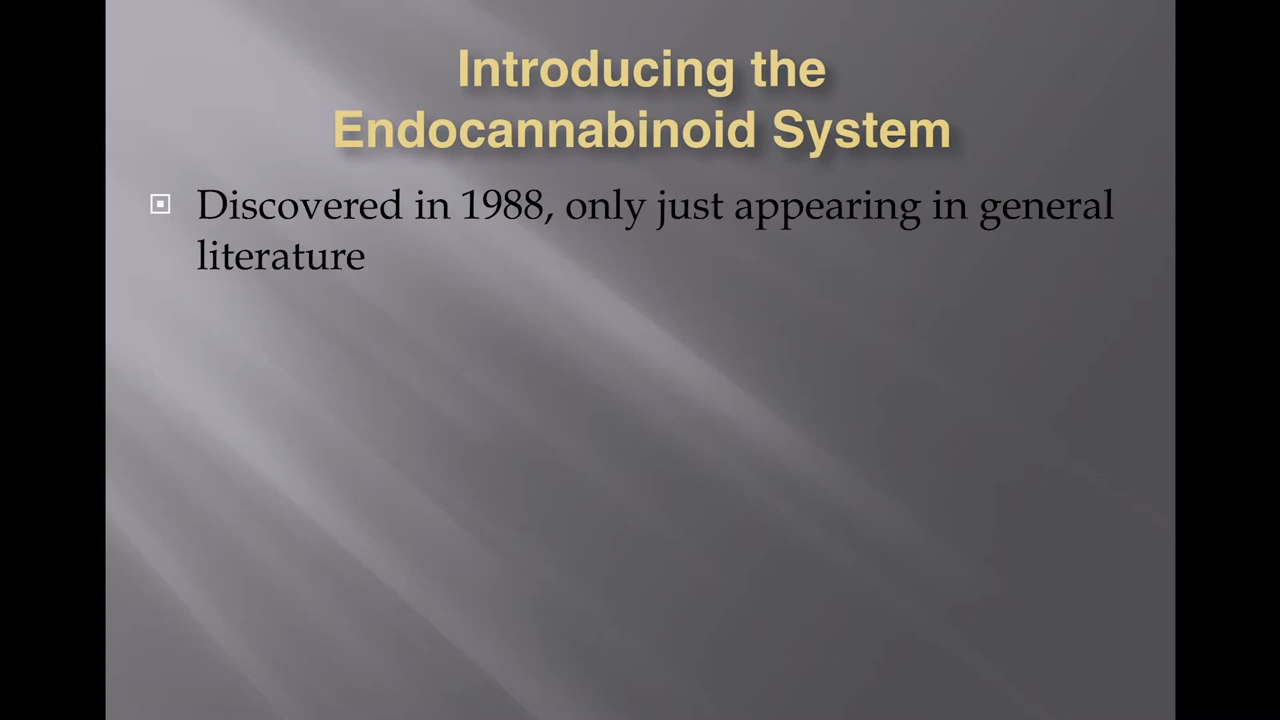 Introducing the
Endocannabinoid System
Discovered in 1988, only just appearing in general
literature